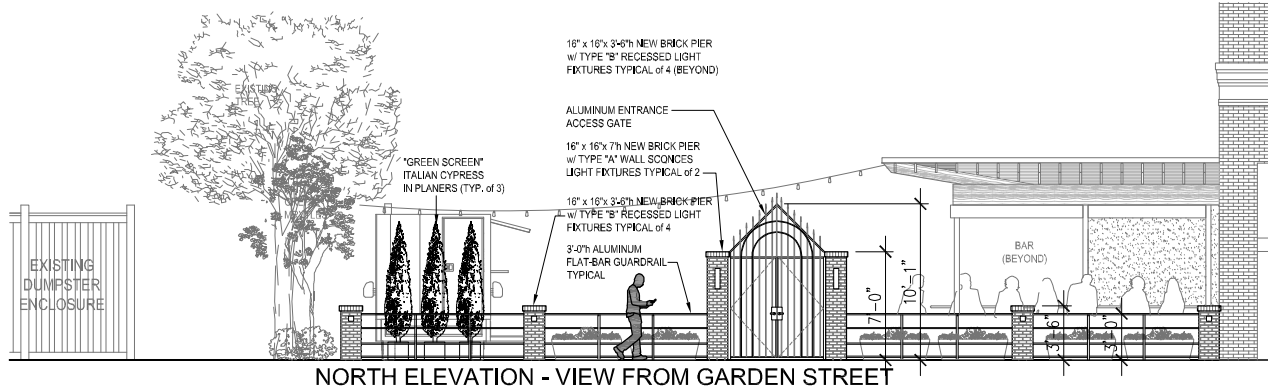 16" x 16"x 3'-6"h NEW BRICK PIER
w/ TYPE "B" RECESSED LIGHT
FIXTURES TYPICAL of 4 (BEYOND)
EXISTING
TREE
ALUMINUM ENTRANCE
ACCESS GATE
16" x 16"x 7'h NEW BRICK PIER
w/ TYPE "A" WALL SCONCES
LIGHT FIXTURES TYPICAL of 2
"GREEN SCREEN"
ITALIAN CYPRESS
IN PLANERS (TYP. of 3)
16" x 16"x 3'-6"h NEW BRICK PIER
w/ TYPE "B" RECESSED LIGHT
FIXTURES TYPICAL of 4
3'-0"h ALUMINUM
FLAT-BAR GUARDRAIL
TYPICAL
BAR
(BEYOND)
EXISTING
DUMPSTER
ENCLOSURE
7'-0"
10'-1"
3'-6"
3'-0"
NORTH ELEVATION - VIEW FROM GARDEN STREET